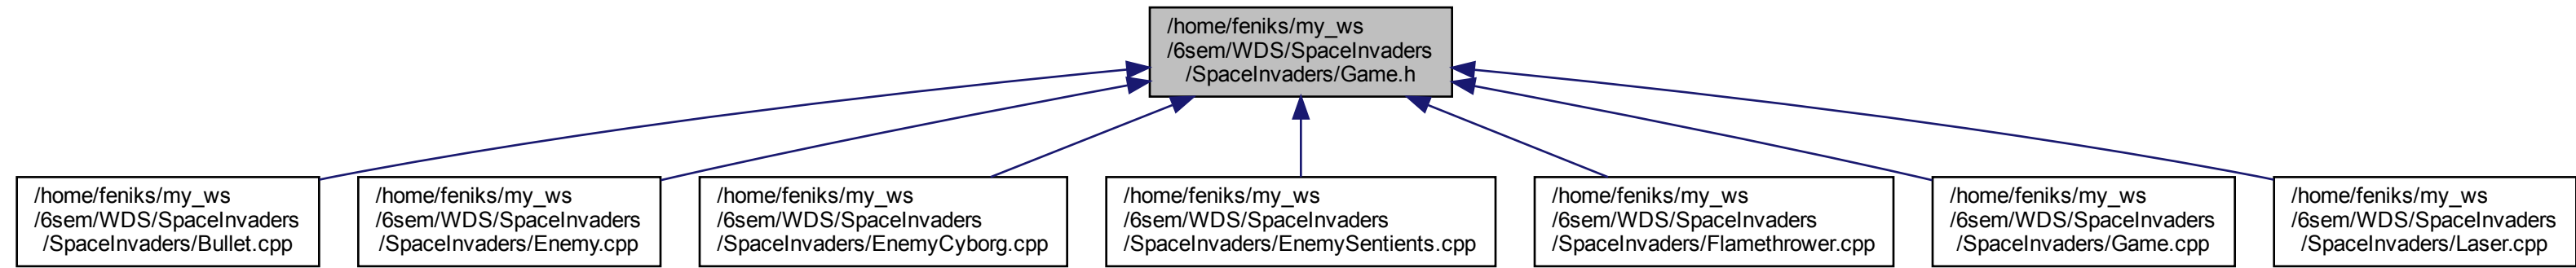 /home/feniks/my_ws
/6sem/WDS/SpaceInvaders
/SpaceInvaders/Game.h
/home/feniks/my_ws
/6sem/WDS/SpaceInvaders
/SpaceInvaders/Bullet.cpp
/home/feniks/my_ws
/6sem/WDS/SpaceInvaders
/SpaceInvaders/Enemy.cpp
/home/feniks/my_ws
/6sem/WDS/SpaceInvaders
/SpaceInvaders/EnemyCyborg.cpp
/home/feniks/my_ws
/6sem/WDS/SpaceInvaders
/SpaceInvaders/EnemySentients.cpp
/home/feniks/my_ws
/6sem/WDS/SpaceInvaders
/SpaceInvaders/Flamethrower.cpp
/home/feniks/my_ws
/6sem/WDS/SpaceInvaders
/SpaceInvaders/Game.cpp
/home/feniks/my_ws
/6sem/WDS/SpaceInvaders
/SpaceInvaders/Laser.cpp